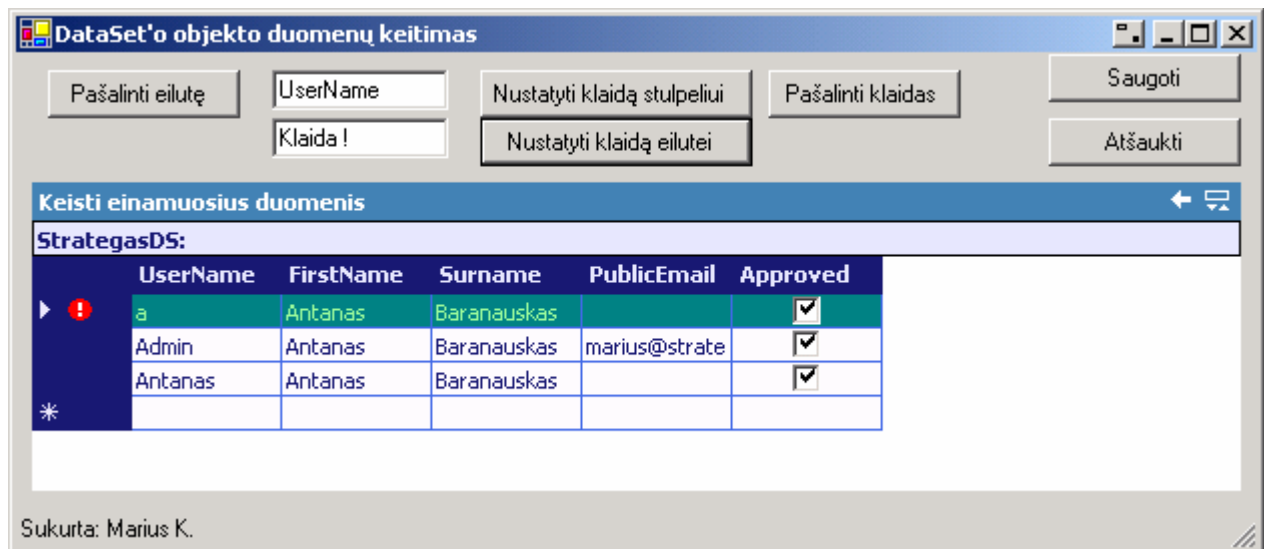 DataSet'o objekto duomenų keitimas
Pašalinti eilutę
UserName
Nustatyti klaidą stulpeliui
Pašalinti klaidas
Saugoti
Klaida !
Nustatyti klaidą eilutei
Atšaukti
Keisti einamuosius duomenis
StrategasDS:
UserName FirstName Surname PublicEmail Approved
a Antanas Baranauskas
Admin Antanas Baranauskas marius@strate
Antanas Antanas Baranauskas
Sukurta: Marius K.